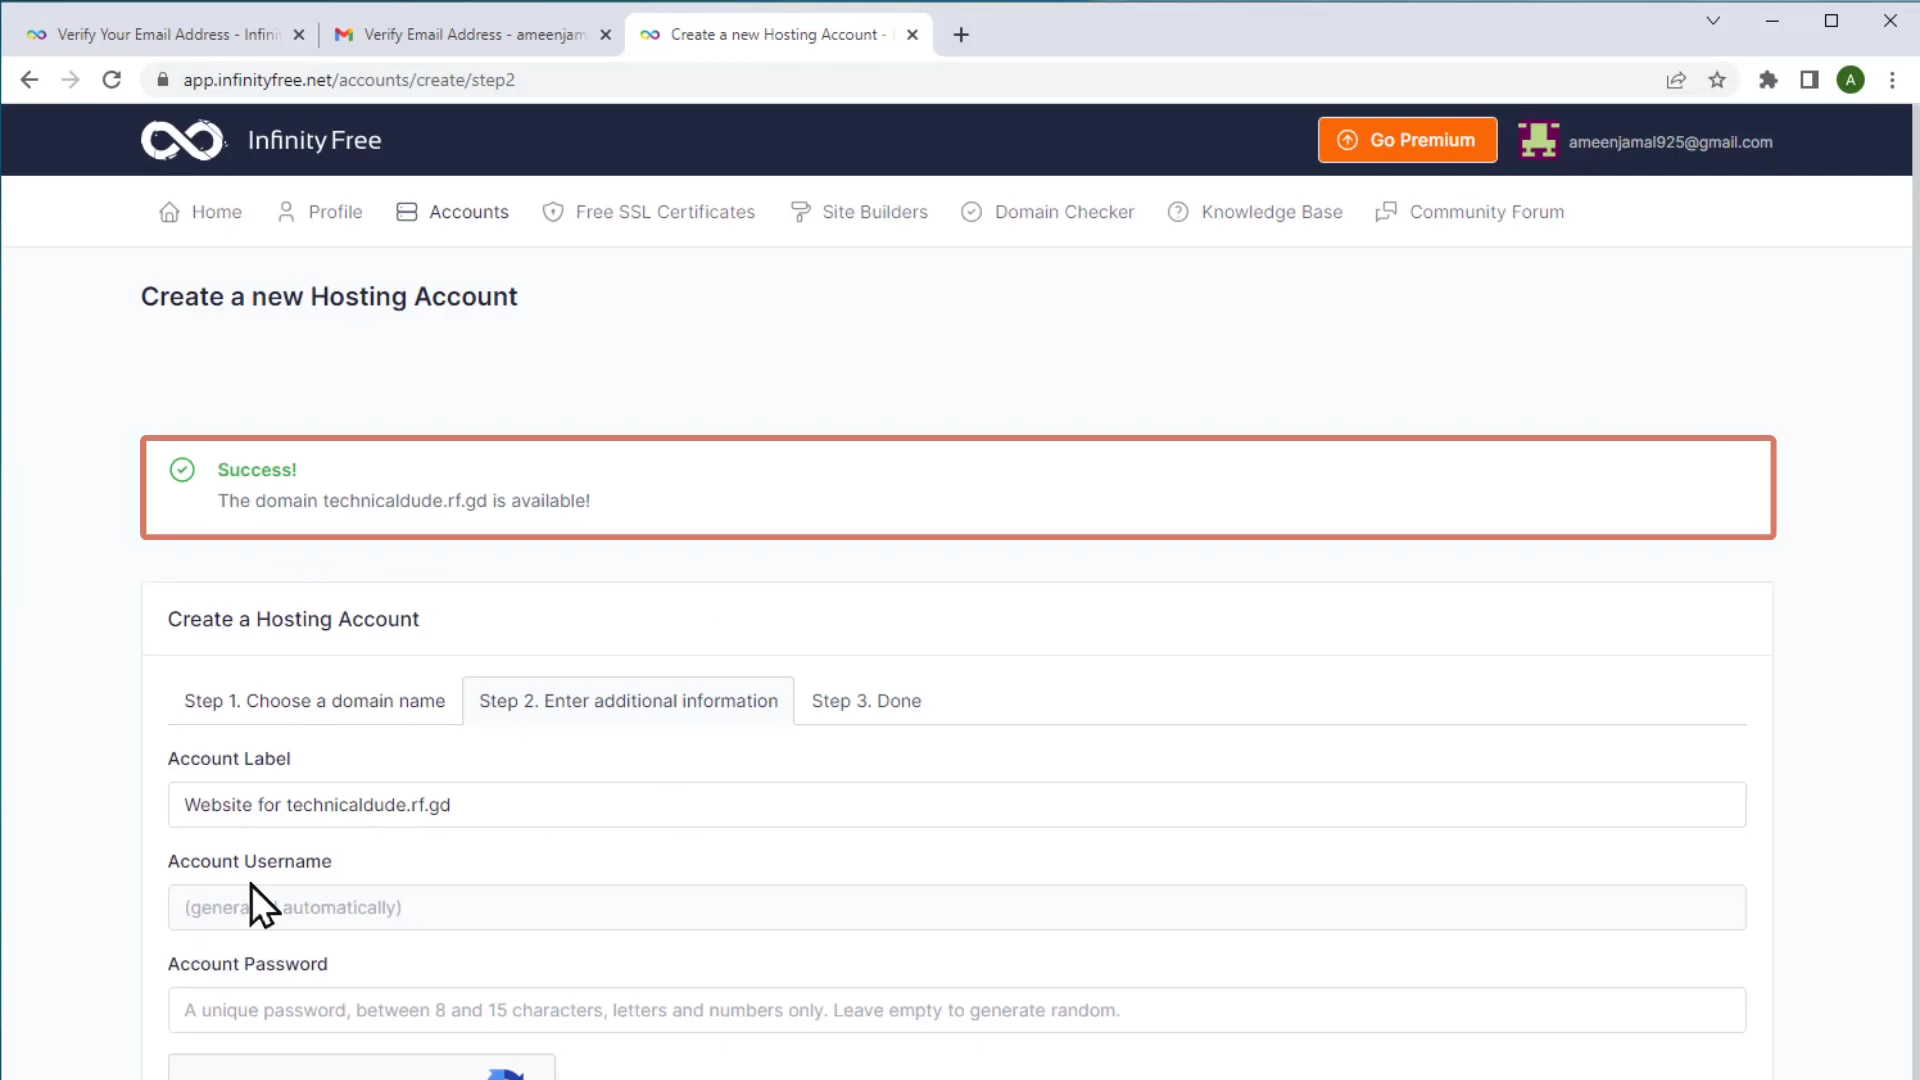 Verify Your Email Address - Infini
Verify Email Address - ameenjam
Create a new Hosting Account -
app.infinityfree.net/accounts/create/step2
A
Infinity Free
Go Premium
ameenjamal925@gmail.com
Home
Profile
Accounts
Free SSL Certificates
Site Builders
Domain Checker
Knowledge Base
Community Forum
Create a new Hosting Account
Success!
The domain technicaldude.rf.gd is available!
Create a Hosting Account
Step 1. Choose a domain name
Step 2. Enter additional information
Step 3. Done
Account Label
Website for technicaldude.rf.gd
Account Username
automatically)
Account Password
A unique password, between 8 and 15 characters, letters and numbers only. Leave empty to generate random.